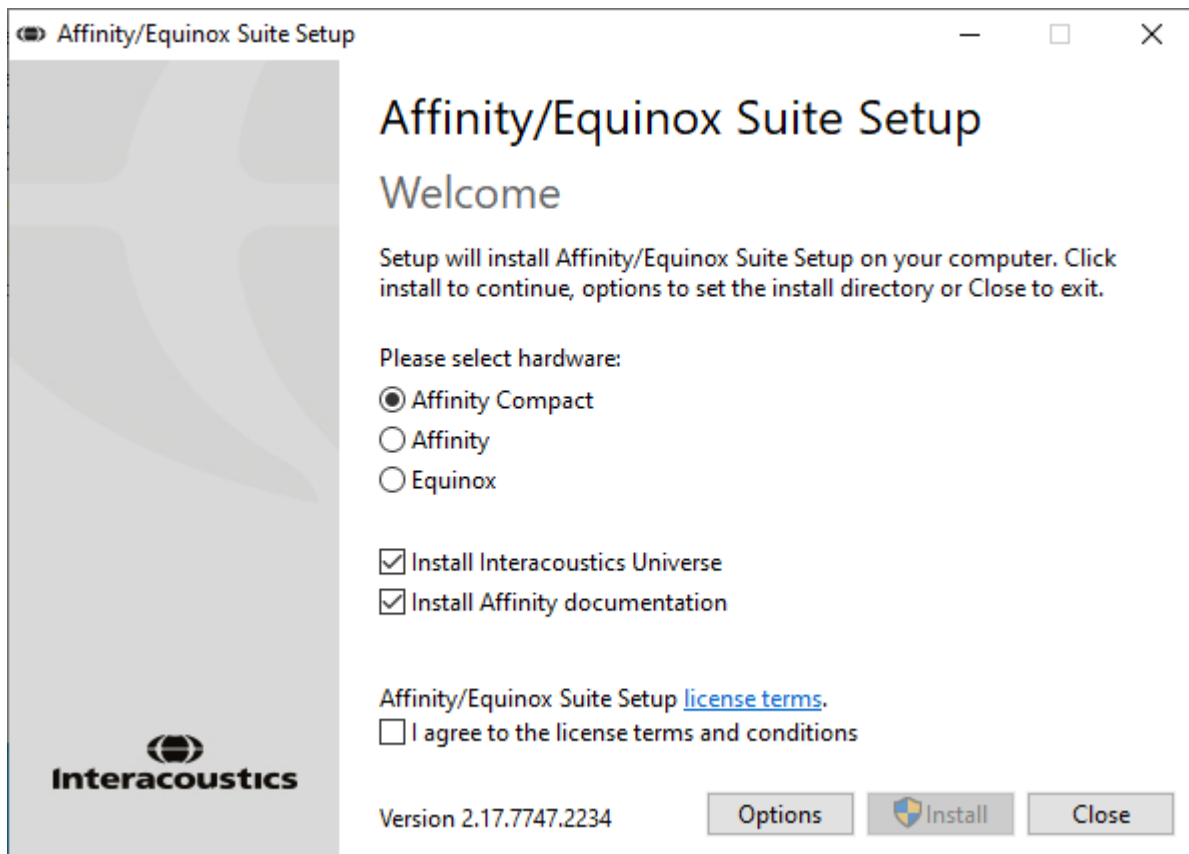 Affinity/Equinox Suite Setup
Affinity/Equinox Suite Setup
Welcome
Setup will install Affinity/Equinox Suite Setup on your computer. Click
install to continue, options to set the install directory or Close to exit.
Please select hardware:
Affinity Compact
Affinity
Equinox
Install Interacoustics Universe
Install Affinity documentation
Affinity/Equinox Suite Setup license terms.
I agree to the license terms and conditions
Interacoustics
Version 2.17.7747.2234
Options
Install
Close